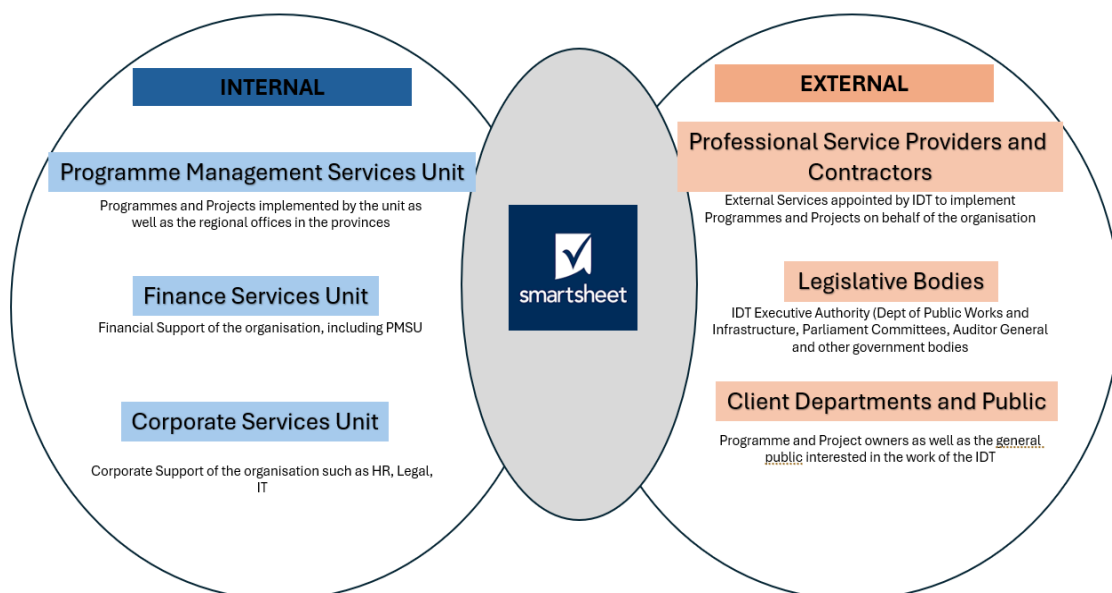 INTERNAL
Programme Management Services Unit
Programmes and Projects implemented by the unit as
well as the regional offices in the provinces
Finance Services Unit
Financial Support of the organisation, including PMSU
Corporate Services Unit
Corporate Support of the organisation such as HR, Legal,
IT
smartsheet
EXTERNAL
Professional Service Providers and
Contractors
External Services appointed by IDT to implement
Programmes and Projects on behalf of the organisation
Legislative Bodies
IDT Executive Authority (Dept of Public Works and
Infrastructure, Parliament Committees, Auditor General
and other government bodies
Client Departments and Public
Programme and Project owners as well as the general
public interested in the work of the IDT